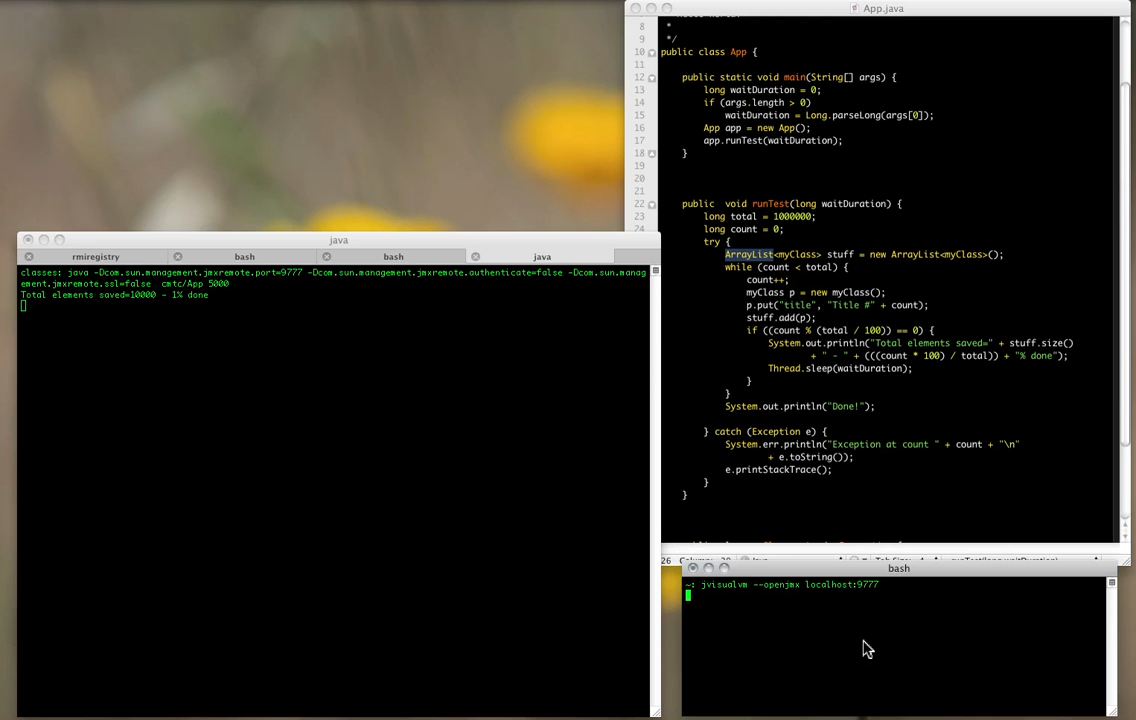 App.java
8 *
9 */
10 public class App {
11
12 public static void main(String[] args) {
13 long waitDuration = 0;
14 if (args.length > 0)
15 waitDuration = Long.parseLong(args[0]);
16 App app = new App();
17 app.runTest(waitDuration);
18 }
19
20
21
22 public  void runTest(long waitDuration) {
23 long total = 1000000;
24 long count = 0;
try {
ArrayList<myClass> stuff = new ArrayList<myClass>();
while (count < total) {
count++;
myClass p = new myClass();
p.put("title", "Title #" + count);
stuff.add(p);
if ((count % (total / 100)) == 0) {
System.out.println("Total elements saved=" + stuff.size()
+ " - " + (((count * 100) / total)) + "% done");
Thread.sleep(waitDuration);
}
}
System.out.println("Done!");
} catch (Exception e) {
System.err.println("Exception at count " + count + "\n"
+ e.toString());
e.printStackTrace();
}
}
java
rmiregistry bash bash java
classes: java -Dcom.sun.management.jmxremote.port=9777 -Dcom.sun.management.jmxremote.authenticate=false -Dcom.sun.manag
ement.jmxremote.ssl=false  cmtc/App 5000
Total elements saved=10000 - 1% done
bash
~: jvisualvm --openjmx localhost:9777